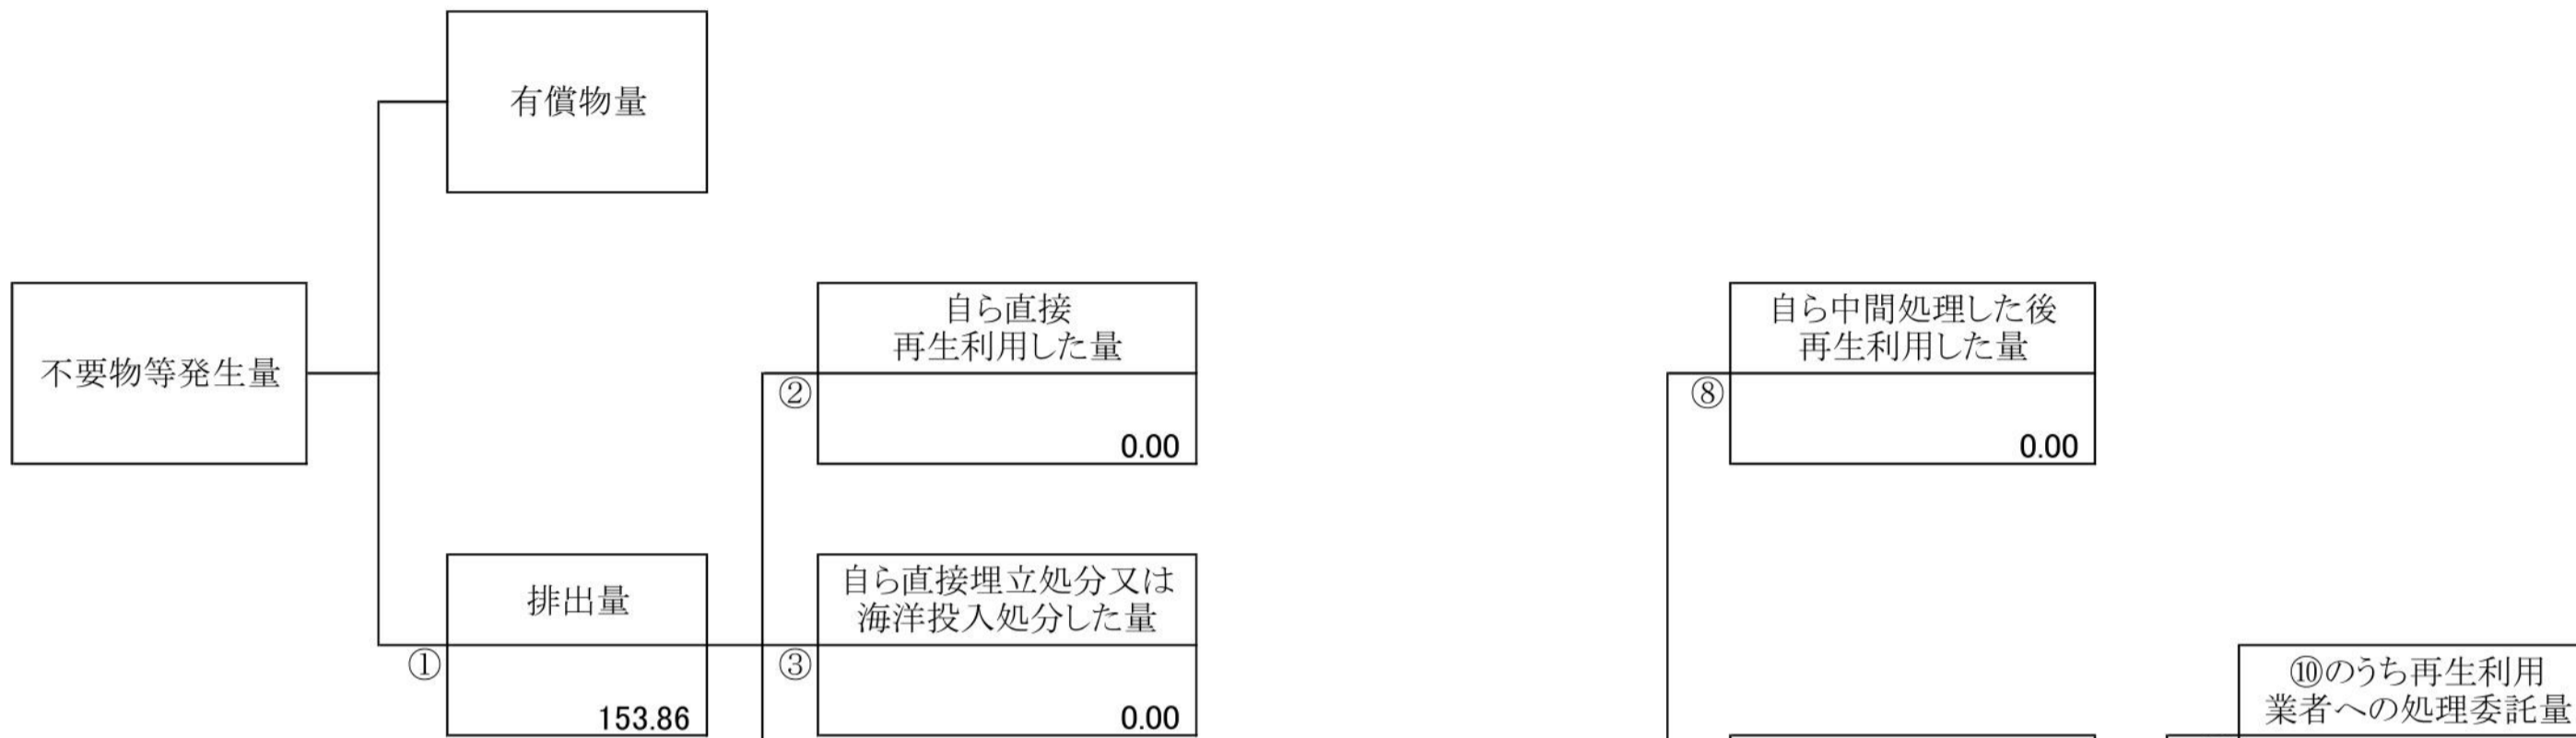 有償物量
不要物等発生量
自ら直接
再生利用した量
②
0.00
自ら中間処理した後
再生利用した量
⑧
0.00
排出量
①
153.86
自ら直接埋立処分又は
海洋投入処分した量
③
0.00
⑩のうち再生利用
業者への処理委託量